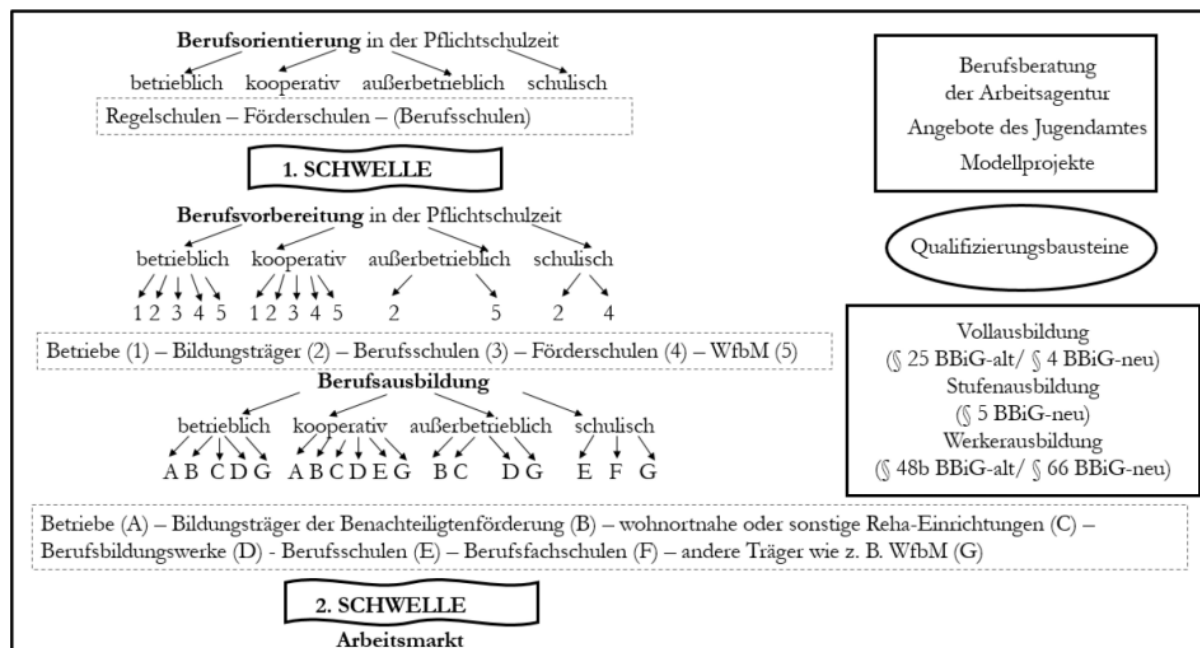 Berufsorientierung in der Pflichtschulzeit
betrieblich kooperativ außerbetrieblich schulisch
Regelschulen – Förderschulen – (Berufsschulen)
1. SCHWELLE
Berufsvorbereitung in der Pflichtschulzeit
betrieblich kooperativ außerbetrieblich schulisch
1 2 3 4 5 1 2 3 4 5 2 5 2 4
Betriebe (1) – Bildungsträger (2) – Berufsschulen (3) – Förderschulen (4) – WfbM (5)
Berufsausbildung
betrieblich kooperativ außerbetrieblich schulisch
A B C D G A B C D E G B C D G E F G
Betriebe (A) – Bildungsträger der Benachteiligtenförderung (B) – wohnortnahe oder sonstige Reha-Einrichtungen (C) –
Berufsbildungswerke (D) - Berufsschulen (E) – Berufsfachschulen (F) – andere Träger wie z. B. WfbM (G)
2. SCHWELLE
Arbeitsmarkt
Berufsberatung
der Arbeitsagentur
Angebote des Jugendamtes
Modellprojekte
Qualifizierungsbausteine
Vollausbildung
(§ 25 BBiG-alt/ § 4 BBiG-neu)
Stufenausbildung
(§ 5 BBiG-neu)
Werkerausbildung
(§ 48b BBiG-alt/ § 66 BBiG-neu)